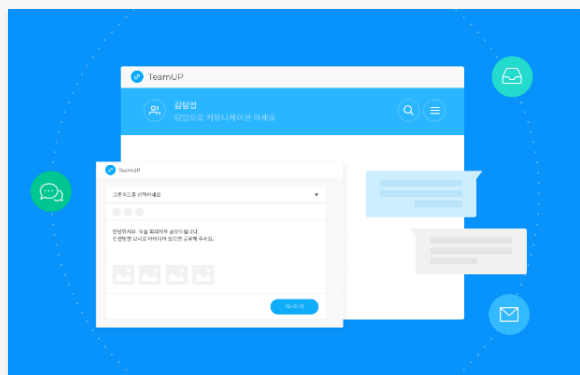 TeamUP
김팀업
팀업으로 커뮤니케이션 하세요
TeamUP
그룹피드를 선택하세요
안녕하세요. 오늘 회의자료 공유드립니다.
진행방향 보시고 아이디어 있으면 공유해 주세요.
게시하기